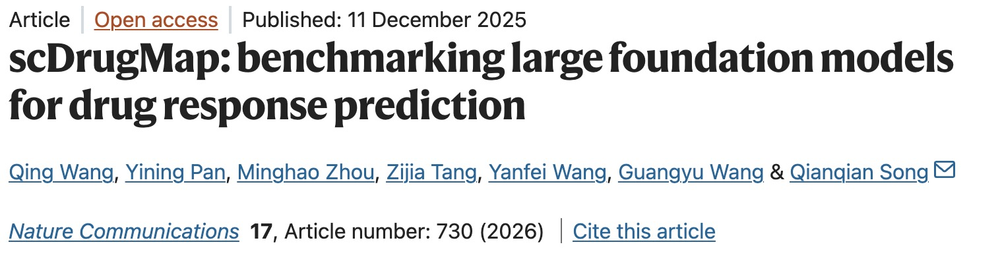 Article | Open access | Published: 11 December 2025
scDrugMap: benchmarking large foundation models
for drug response prediction
Qing Wang, Yining Pan, Minghao Zhou, Zijia Tang, Yanfei Wang, Guangyu Wang & Qianqian Song
Nature Communications 17, Article number: 730 (2026) | Cite this article